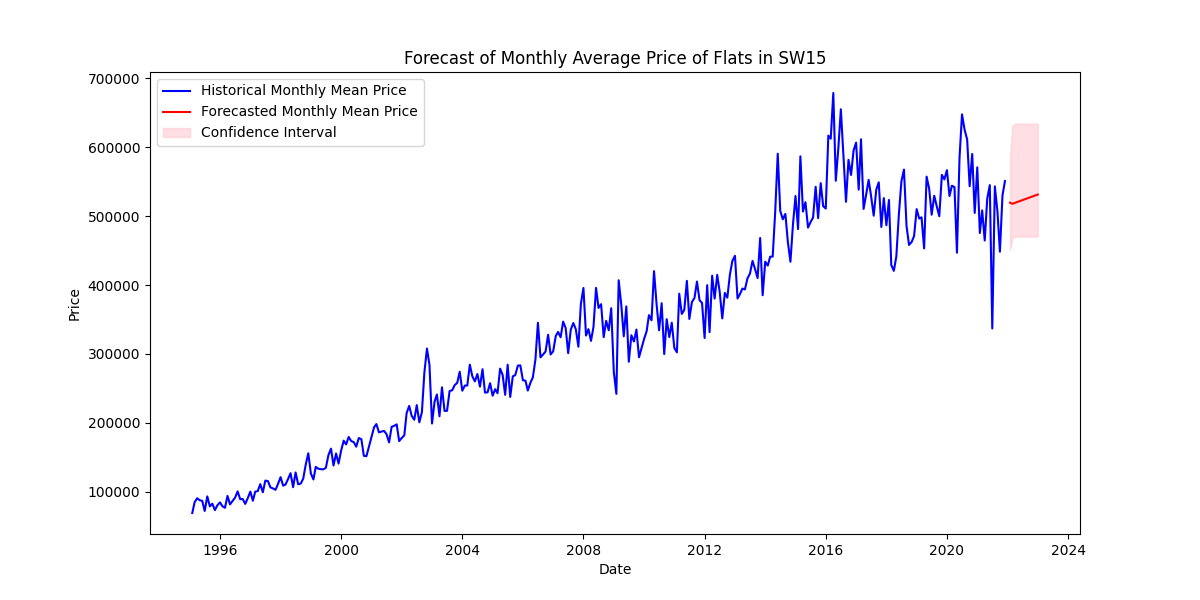 Forecast of Monthly Average Price of Flats in SW15
Historical Monthly Mean Price
Forecasted Monthly Mean Price
Confidence Interval
700000
600000
500000
400000
300000
200000
100000
Price
1996
2000
2004
2008
2012
2016
2020
2024
Date